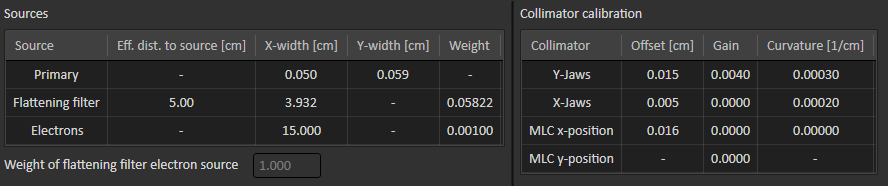 Sources
Source Eff. dist. to source [cm] X-width [cm] Y-width [cm] Weight
Primary - 0.050 0.059 -
Flattening filter 5.00 3.932 - 0.05822
Electrons - 15.000 - 0.00100
Weight of flattening filter electron source 1.000
Collimator calibration
Collimator Offset [cm] Gain Curvature [1/cm]
Y-Jaws 0.015 0.0040 0.00030
X-Jaws 0.005 0.0000 0.00020
MLC x-position 0.016 0.0000 0.00000
MLC y-position - 0.0000 -